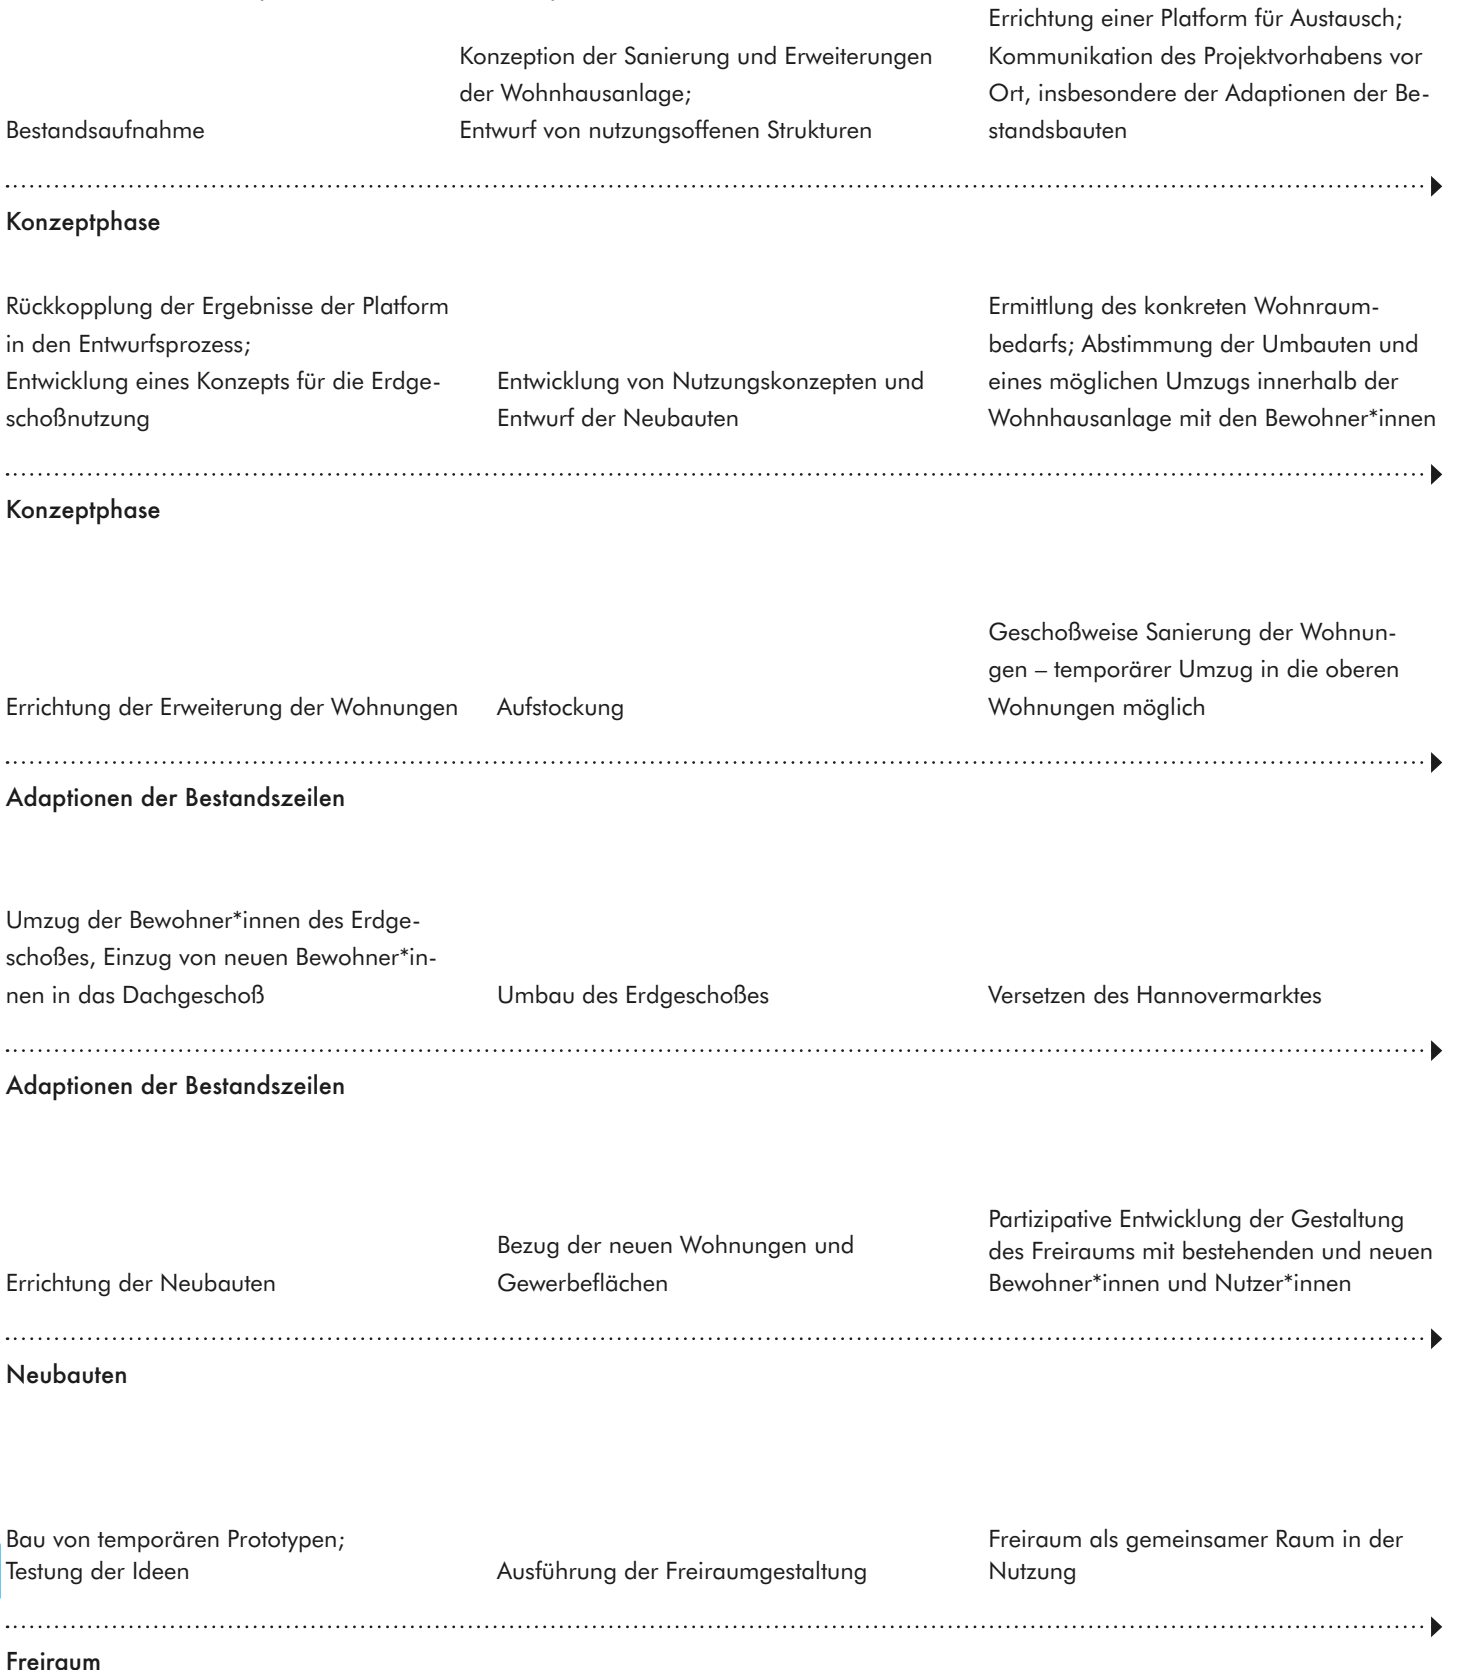 Bestandsaufnahme
Konzeption der Sanierung und Erweiterungen
der Wohnhausanlage;
Entwurf von nutzungsoffenen Strukturen
Errichtung einer Platform für Austausch;
Kommunikation des Projektvorhabens vor
Ort, insbesondere der Adaptionen der Be-
standsbauten
Konzeptphase
Rückkopplung der Ergebnisse der Platform
in den Entwurfsprozess;
Entwicklung eines Konzepts für die Erdge-
schoßnutzung
Entwicklung von Nutzungskonzepten und
Entwurf der Neubauten
Ermittlung des konkreten Wohnraum-
bedarfs; Abstimmung der Umbauten und
eines möglichen Umzugs innerhalb der
Wohnhausanlage mit den Bewohner*innen
Konzeptphase
Errichtung der Erweiterung der Wohnungen
Aufstockung
Geschoßweise Sanierung der Wohnun-
gen – temporärer Umzug in die oberen
Wohnungen möglich
Adaptionen der Bestandszeilen
Umzug der Bewohner*innen des Erdge-
schoßes, Einzug von neuen Bewohner*in-
nen in das Dachgeschoß
Umbau des Erdgeschoßes
Versetzen des Hannovermarktes
Adaptionen der Bestandszeilen
Errichtung der Neubauten
Bezug der neuen Wohnungen und
Gewerbeflächen
Partizipative Entwicklung der Gestaltung
des Freiraums mit bestehenden und neuen
Bewohner*innen und Nutzer*innen
Neubauten
Bau von temporären Prototypen;
Testung der Ideen
Ausführung der Freiraumgestaltung
Freiraum als gemeinsamer Raum in der
Nutzung
Freiraum